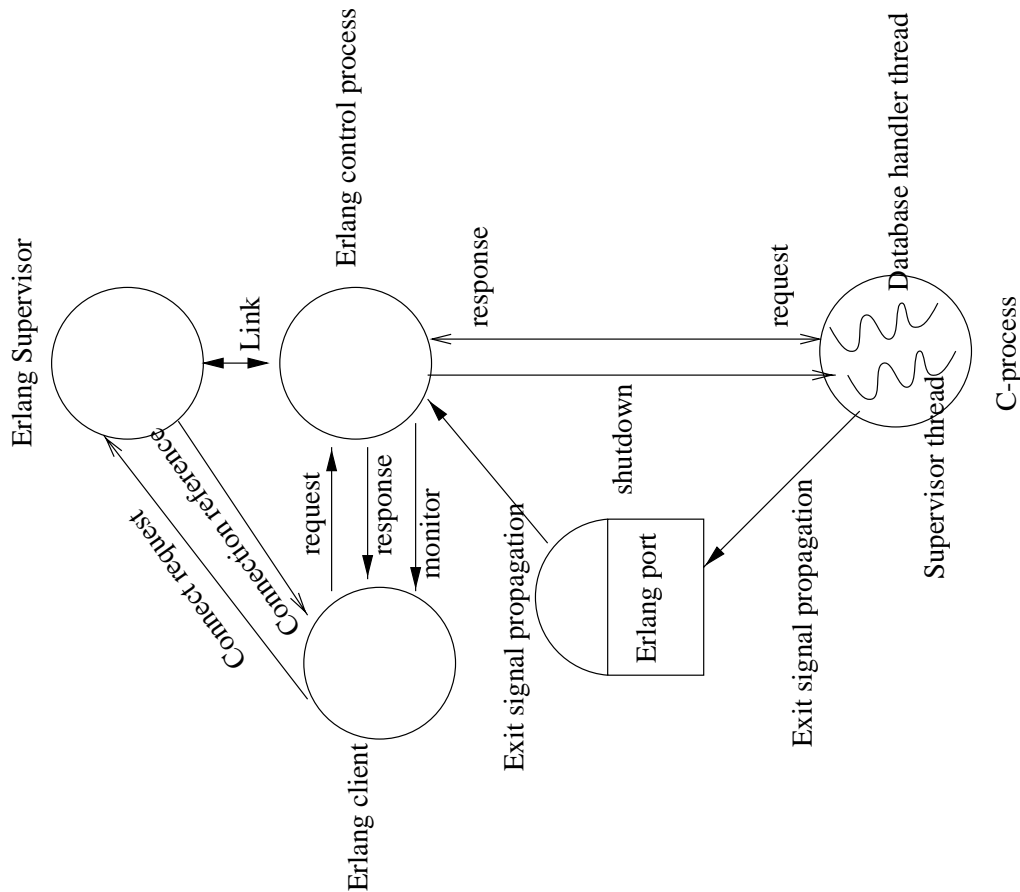 Erlang Supervisor
Erlang control process
Link
Connection reference
Connect request
request
response
monitor
Erlang client
response
request
shutdown
Exit signal propagation
Erlang port
Exit signal propagation
Database handler thread
Supervisor thread
C-process